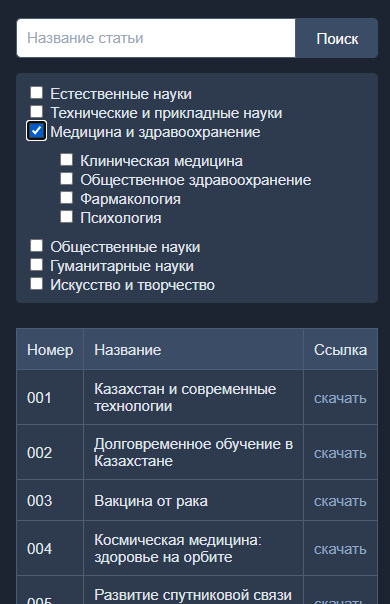 Название статьи
Поиск
Естественные науки
Технические и прикладные науки
Медицина и здравоохранение
Клиническая медицина
Общественное здравоохранение
Фармакология
Психология
Общественные науки
Гуманитарные науки
Искусство и творчество
Номер Название Ссылка
001 Казахстан и современные технологии скачать
002 Долговременное обучение в Казахстане скачать
003 Вакцина от рака скачать
004 Космическая медицина: здоровье на орбите скачать
005 Развитие спутниковой связи скачать